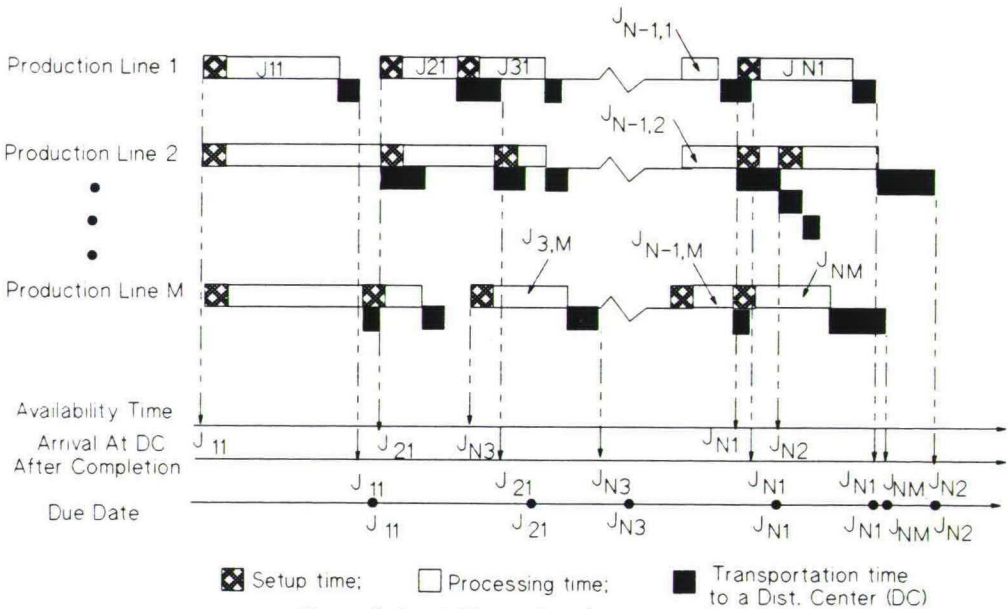 J N-1,1
Production Line 1
J11
J21
J31
J N1
J N-1,2
Production Line 2
J 3,M
J N-1,M
J NM
Production Line M
Availability Time
J 11 J 21 J N3 J N1 J N2
Arrival At DC
After Completion
J 11 J 21 J N3 J N1 J N1 J NM J N2
Due Date
J 11 J 21 J N3 J N1 J N1 J NM J N2
Setup time; Processing time; Transportation time
to a Dist. Center (DC)